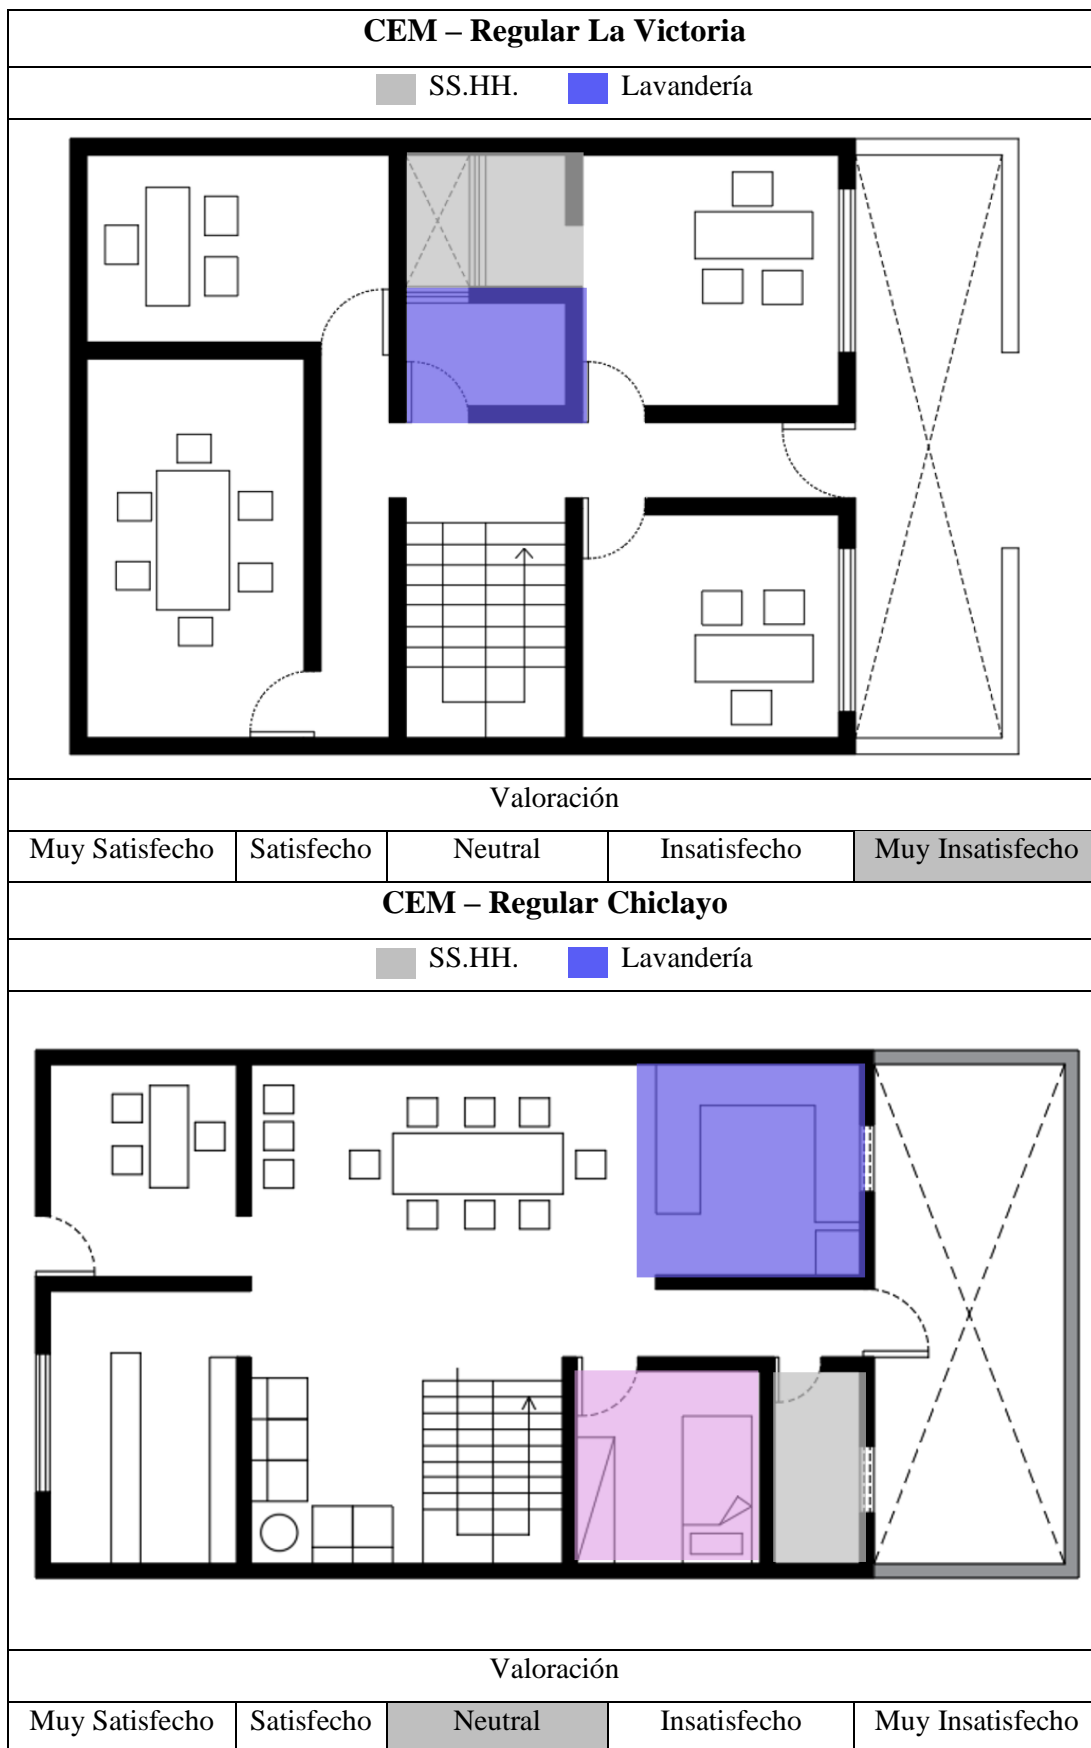 CEM – Regular La Victoria
SS.HH. Lavandería
Valoración
Muy Satisfecho Satisfecho Neutral Insatisfecho Muy Insatisfecho
CEM – Regular Chiclayo
SS.HH. Lavandería
Valoración
Muy Satisfecho Satisfecho Neutral Insatisfecho Muy Insatisfecho